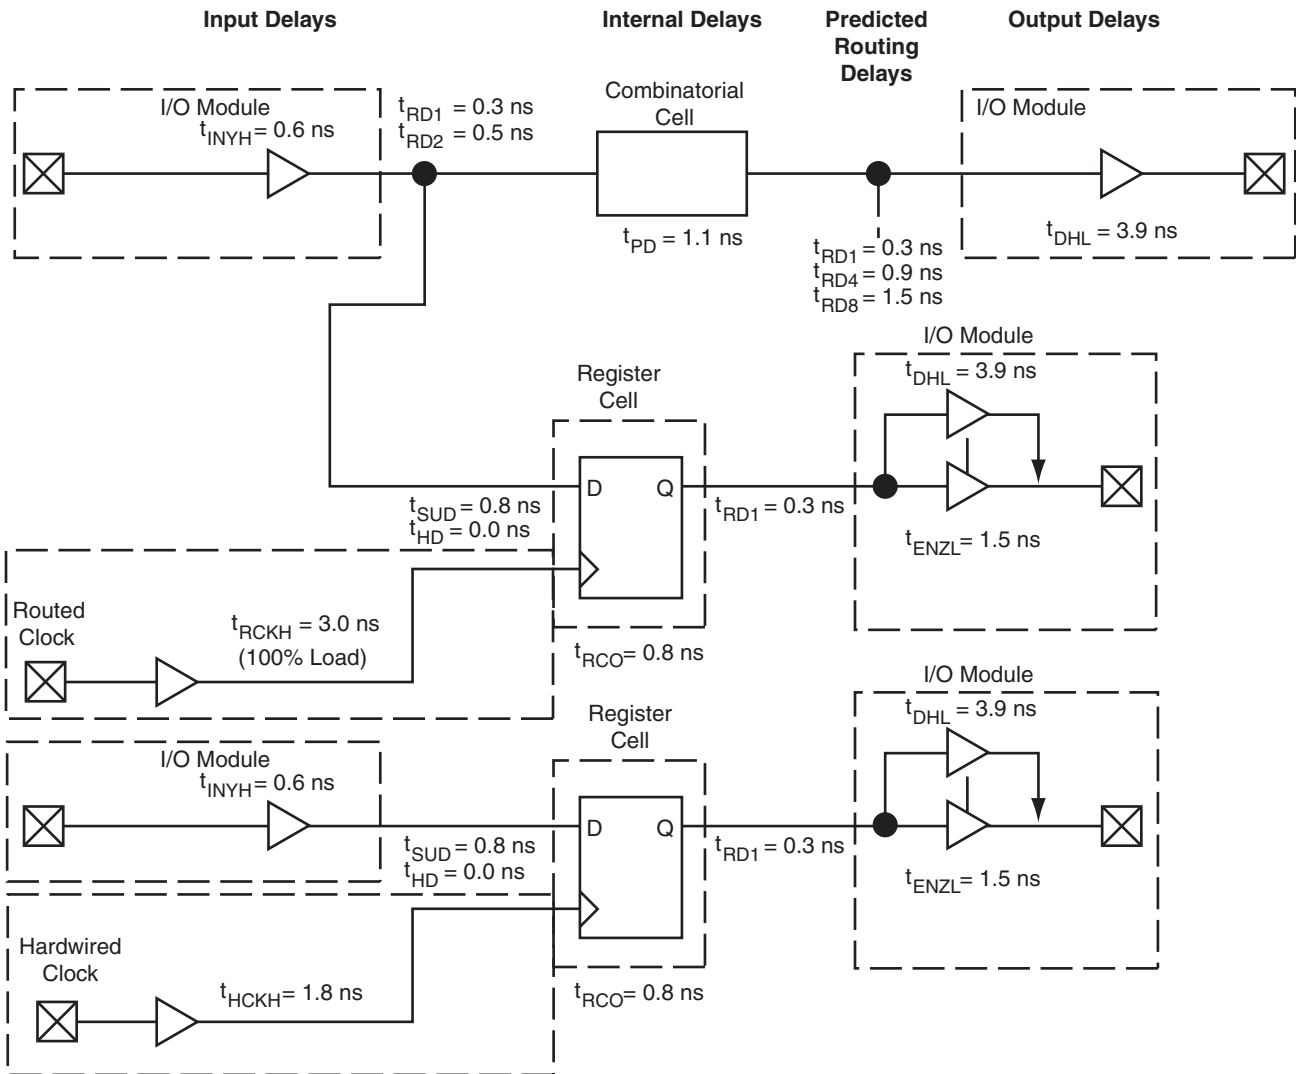 Input Delays
Internal Delays
Predicted
Routing
Delays
Output Delays
I/O Module
tINYH= 0.6 ns
tRD1 = 0.3 ns
tRD2 = 0.5 ns
Combinatorial
Cell
I/O Module
tPD = 1.1 ns
tDHL = 3.9 ns
tRD1= 0.3 ns
tRD4= 0.9 ns
tRD8= 1.5 ns
I/O Module
tDHL = 3.9 ns
Register
Cell
D
Q
tSUD = 0.8 ns
tHD = 0.0 ns
tRD1= 0.3 ns
tENZL= 1.5 ns
Routed
Clock
tRCKH = 3.0 ns
(100% Load)
tRCO= 0.8 ns
I/O Module
tDHL = 3.9 ns
Register
Cell
I/O Module
tINYH= 0.6 ns
D
Q
tSUD = 0.8 ns
tHD = 0.0 ns
tRD1= 0.3 ns
tENZL= 1.5 ns
Hardwired
Clock
tHCKH= 1.8 ns
tRCO= 0.8 ns